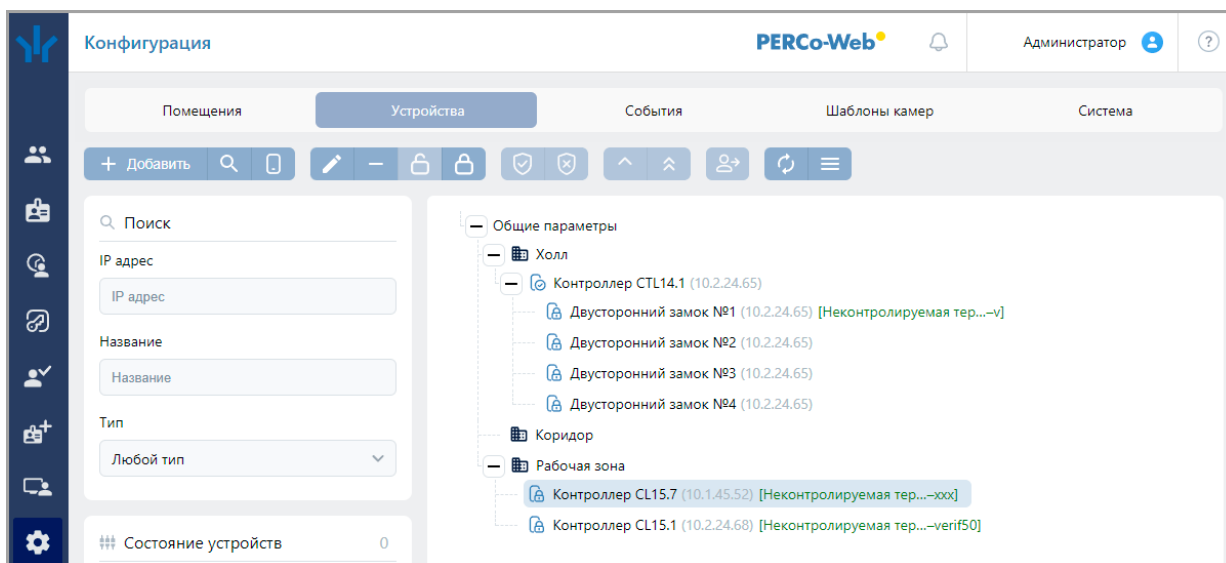 Конфигурация
PERCo-Web
Администратор
?
Помещения
Устройства
События
Шаблоны камер
Система
+ Добавить
Поиск
IP адрес
IP адрес
Название
Название
Тип
Любой тип
Состояние устройств 0
Общие параметры
Холл
Контроллер CTL14.1 (10.2.24.65)
Двусторонний замок №1 (10.2.24.65) [Неконтролируемая тер...–v]
Двусторонний замок №2 (10.2.24.65)
Двусторонний замок №3 (10.2.24.65)
Двусторонний замок №4 (10.2.24.65)
Коридор
Рабочая зона
Контроллер CL15.7 (10.1.45.52) [Неконтролируемая тер...–xxx]
Контроллер CL15.1 (10.2.24.68) [Неконтролируемая тер...–verif50]